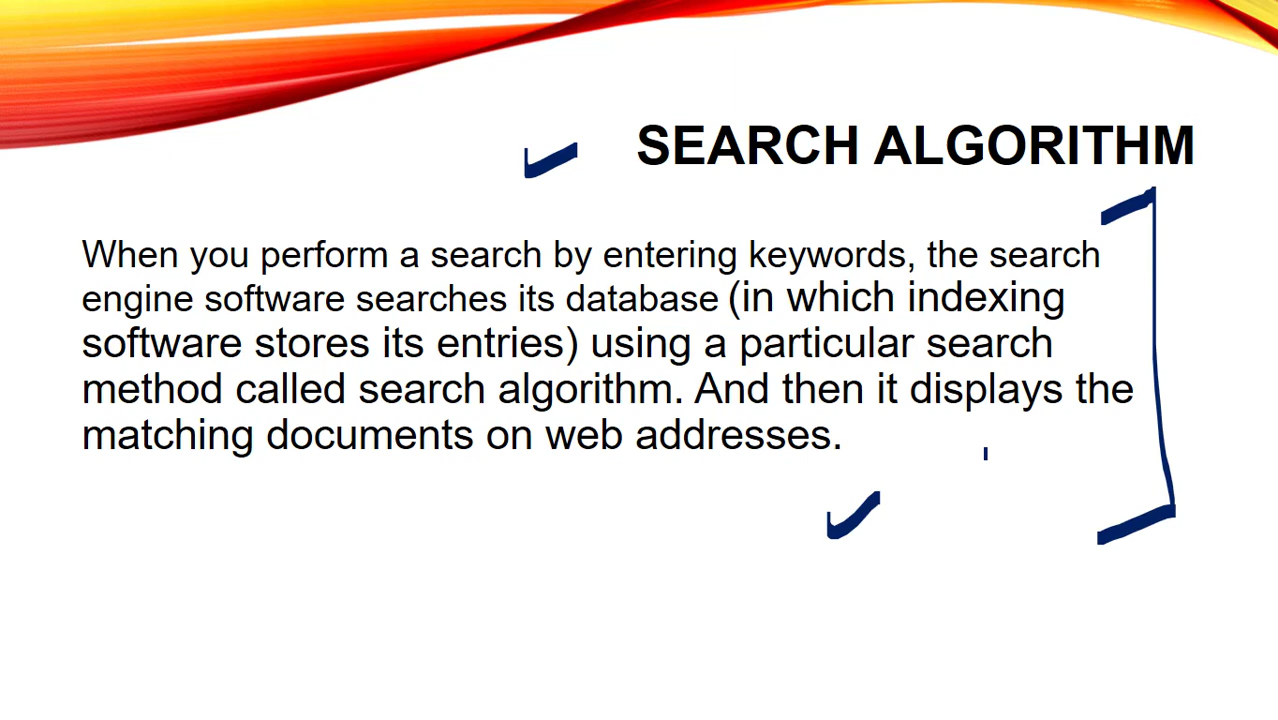 SEARCH ALGORITHM
When you perform a search by entering keywords, the search
engine software searches its database (in which indexing
software stores its entries) using a particular search
method called search algorithm. And then it displays the
matching documents on web addresses.